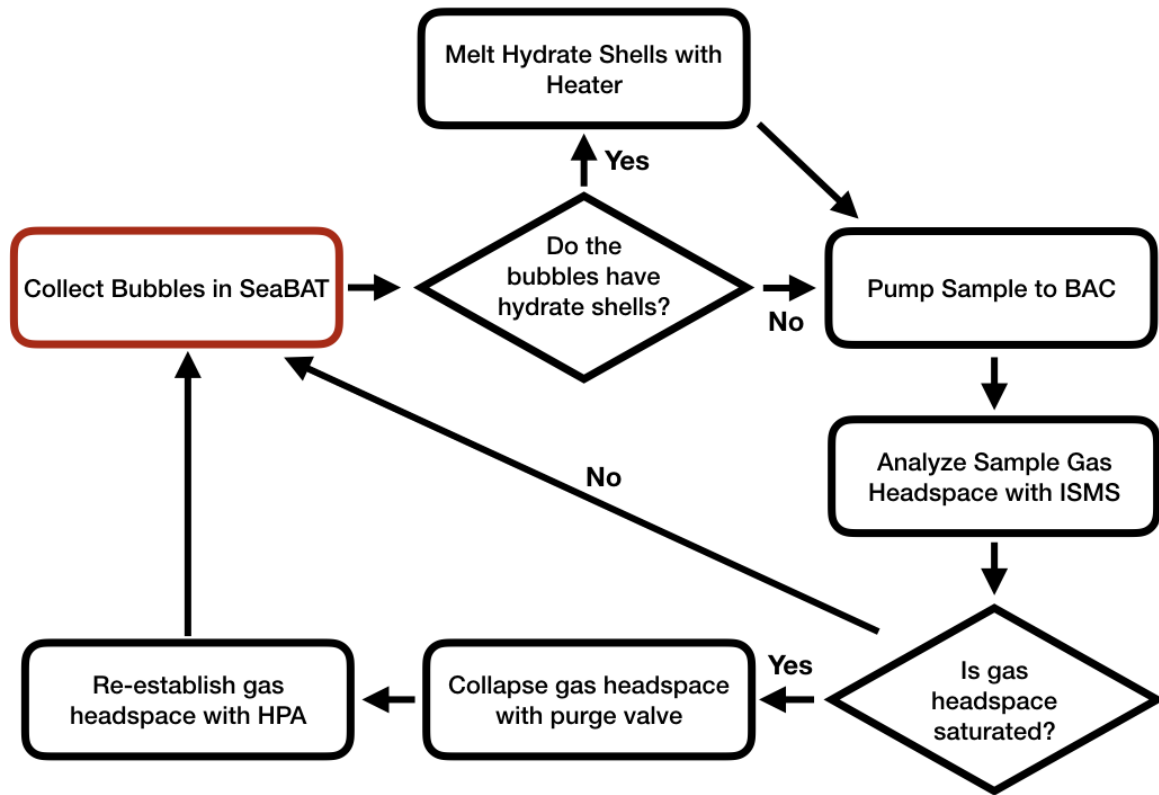 Melt Hydrate Shells with
Heater
Yes
Collect Bubbles in SeaBAT
Do the
bubbles have
hydrate shells?
No
Pump Sample to BAC
Analyze Sample Gas
Headspace with ISMS
No
Is gas
headspace
saturated?
Yes
Collapse gas headspace
with purge valve
Re-establish gas
headspace with HPA